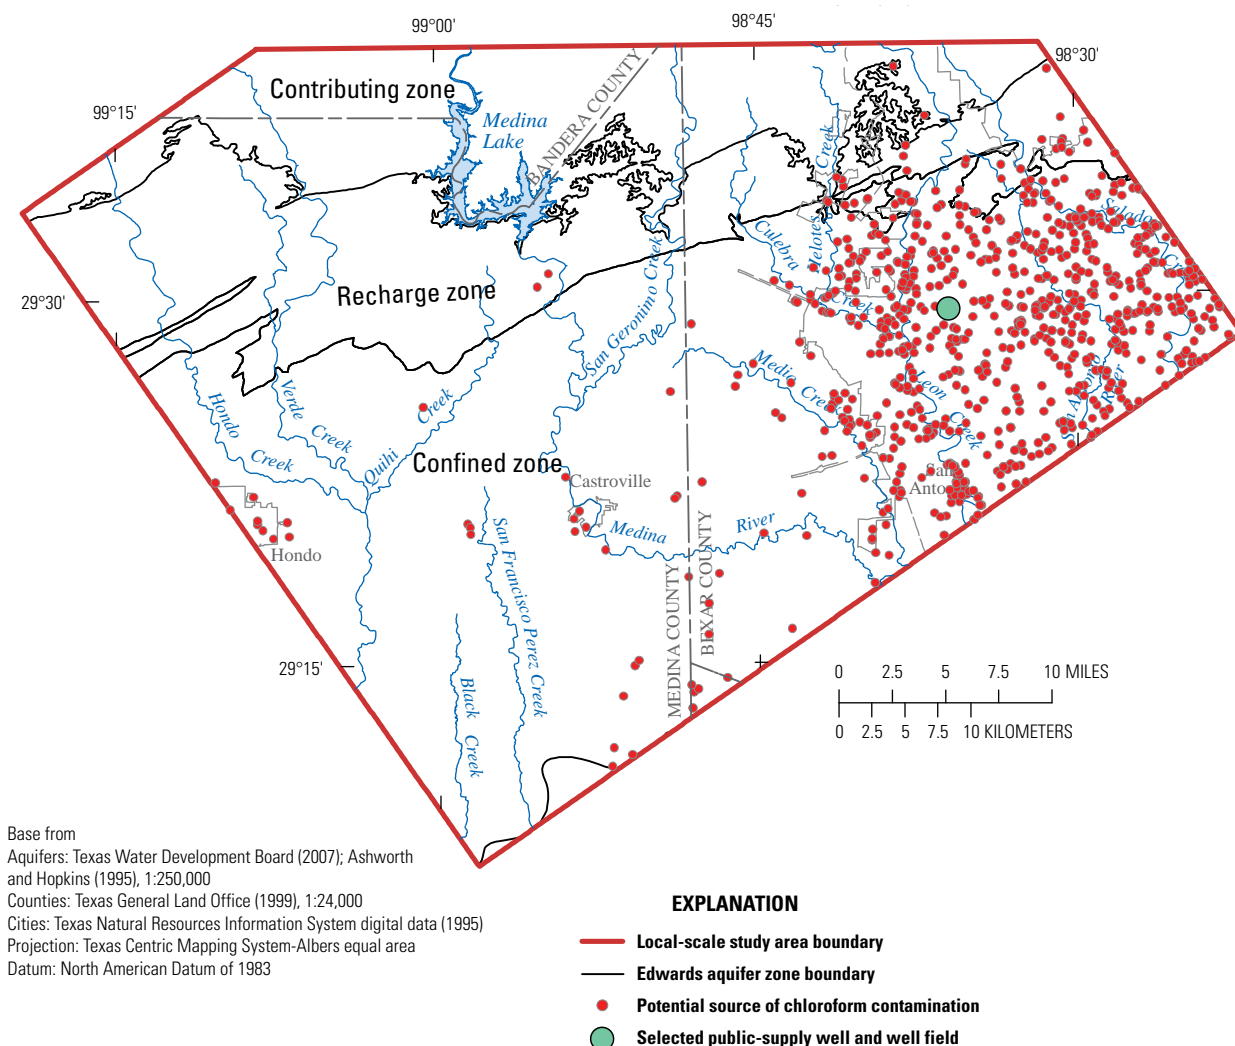 99°00'
98°45'
98°30'
99°15'
Contributing zone
Medina
Lake
BANDERA COUNTY
Creek
Helotes
Culebra
Creek
Salado
Creek
29°30'
Recharge zone
San Geronimo Creek
Medio
Creek
Leon
Creek
San Antonio
River
Hondo
Creek
Verde
Creek
Quihi
Creek
Confined zone
Castroville
San
Antonio
Medina
River
Hondo
San Francisco Perez Creek
MEDINA COUNTY
BEXAR COUNTY
29°15'
Black
Creek
0 2.5 5 7.5 10 MILES
0 2.5 5 7.5 10 KILOMETERS
Base from
Aquifers: Texas Water Development Board (2007); Ashworth
and Hopkins (1995), 1:250,000
Counties: Texas General Land Office (1999), 1:24,000
Cities: Texas Natural Resources Information System digital data (1995)
Projection: Texas Centric Mapping System-Albers equal area
Datum: North American Datum of 1983
EXPLANATION
Local-scale study area boundary
Edwards aquifer zone boundary
Potential source of chloroform contamination
Selected public-supply well and well field